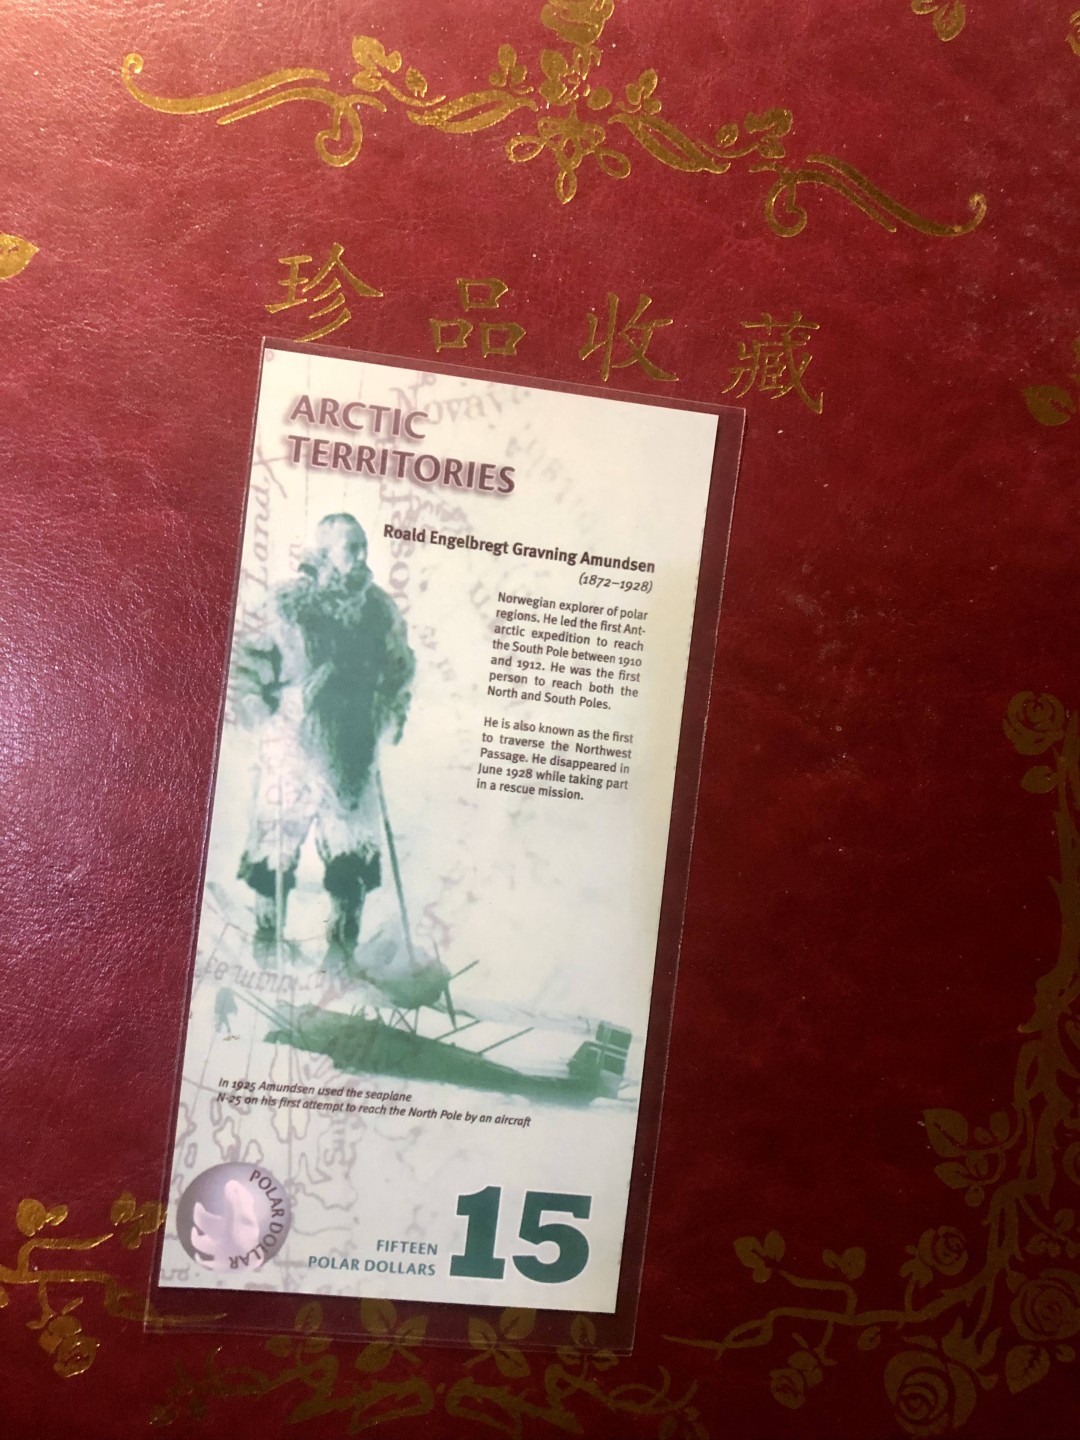 珍品收藏
ARCTIC
TERRITORIES
Roald Engelbregt Gravning Amundsen
(1872–1928)
Norwegian explorer of polar
regions. He led the first Ant-
arctic expedition to reach
the South Pole between 1910
and 1912. He was the first
person to reach both the
North and South Poles.
He is also known as the first
to traverse the Northwest
Passage. He disappeared in
June 1928 while taking part
in a rescue mission.
In 1925 Amundsen used the seaplane
N-25 on his first attempt to reach the North Pole by an aircraft
POLAR DOLLAR
FIFTEEN
POLAR DOLLARS
15